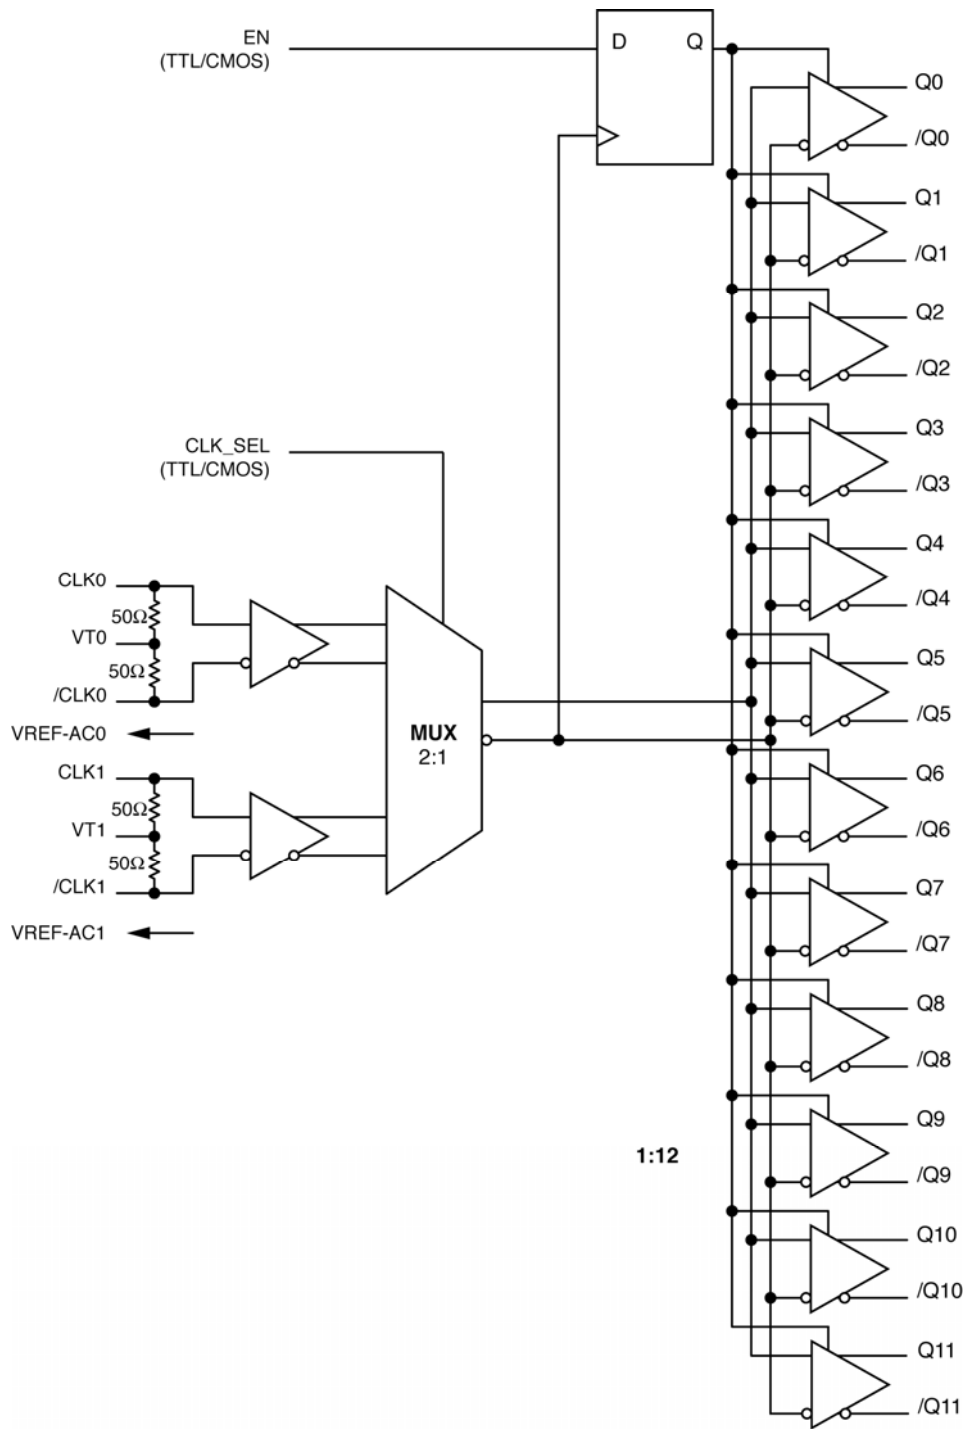 EN
(TTL/CMOS)
D
Q
Q0
/Q0
Q1
/Q1
Q2
/Q2
Q3
/Q3
CLK_SEL
(TTL/CMOS)
Q4
/Q4
CLK0
50Ω
VT0
50Ω
/CLK0
VREF-AC0
CLK1
50Ω
VT1
50Ω
/CLK1
VREF-AC1
MUX
2:1
Q5
/Q5
Q6
/Q6
Q7
/Q7
Q8
/Q8
1:12
Q9
/Q9
Q10
/Q10
Q11
/Q11